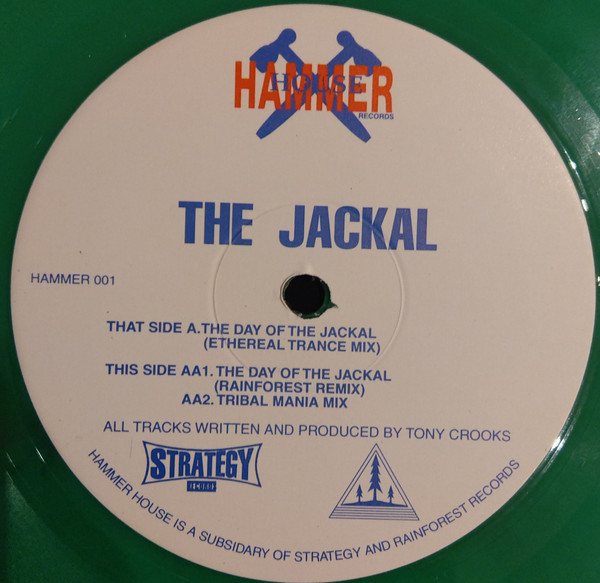 HAMMER
HOUSE
RECORDS
THE JACKAL
HAMMER 001
THAT SIDE A.THE DAY OF THE JACKAL
(ETHEREAL TRANCE MIX)
THIS SIDE AA1. THE DAY OF THE JACKAL
(RAINFOREST REMIX)
AA2. TRIBAL MANIA MIX
ALL TRACKS WRITTEN AND PRODUCED BY TONY CROOKS
STRATEGY
RECORDS
HAMMER HOUSE IS A SUBSIDARY OF STRATEGY AND RAINFOREST RECORDS